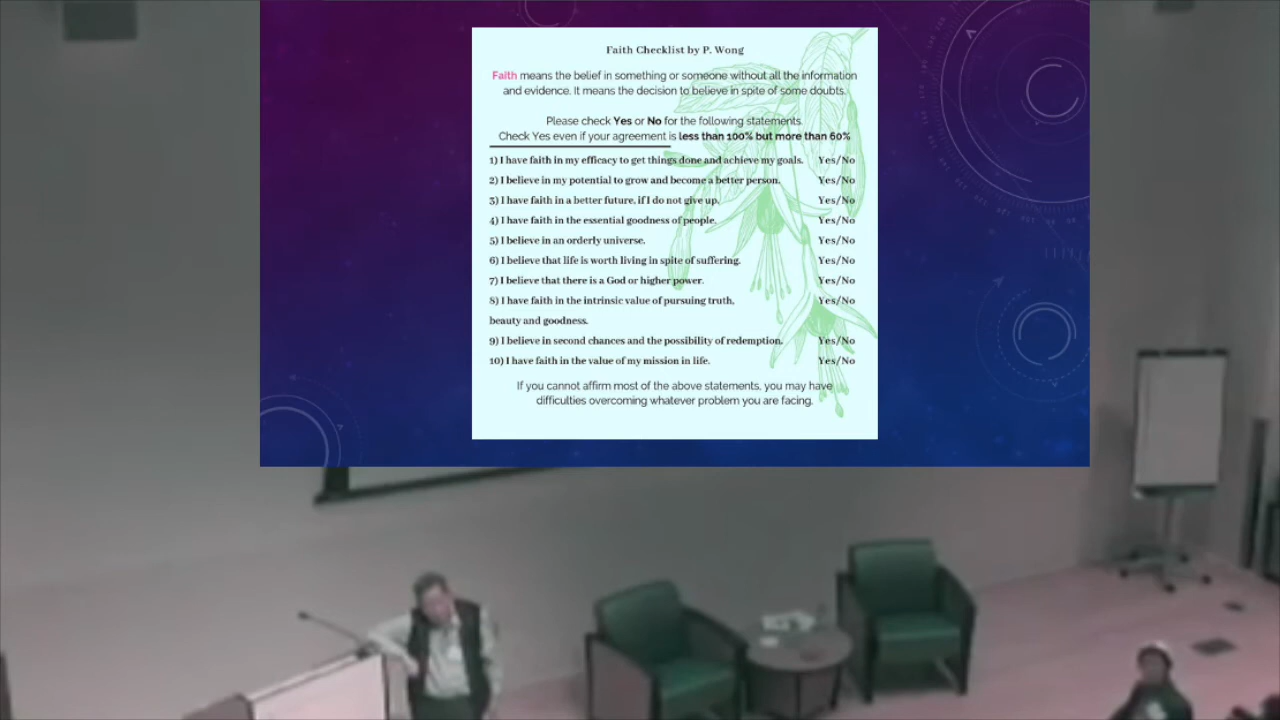 Faith Checklist by P. Wong
Faith means the belief in something or someone without all the information
and evidence. It means the decision to believe in spite of some doubts.
Please check Yes or No for the following statements.
Check Yes even if your agreement is less than 100% but more than 60%
1) I have faith in my efficacy to get things done and achieve my goals. Yes/No
2) I believe in my potential to grow and become a better person. Yes/No
3) I have faith in a better future, if I do not give up. Yes/No
4) I have faith in the essential goodness of people. Yes/No
5) I believe in an orderly universe. Yes/No
6) I believe that life is worth living in spite of suffering. Yes/No
7) I believe that there is a God or higher power. Yes/No
8) I have faith in the intrinsic value of pursuing truth, Yes/No
beauty and goodness.
9) I believe in second chances and the possibility of redemption. Yes/No
10) I have faith in the value of my mission in life. Yes/No
If you cannot affirm most of the above statements, you may have
difficulties overcoming whatever problem you are facing.